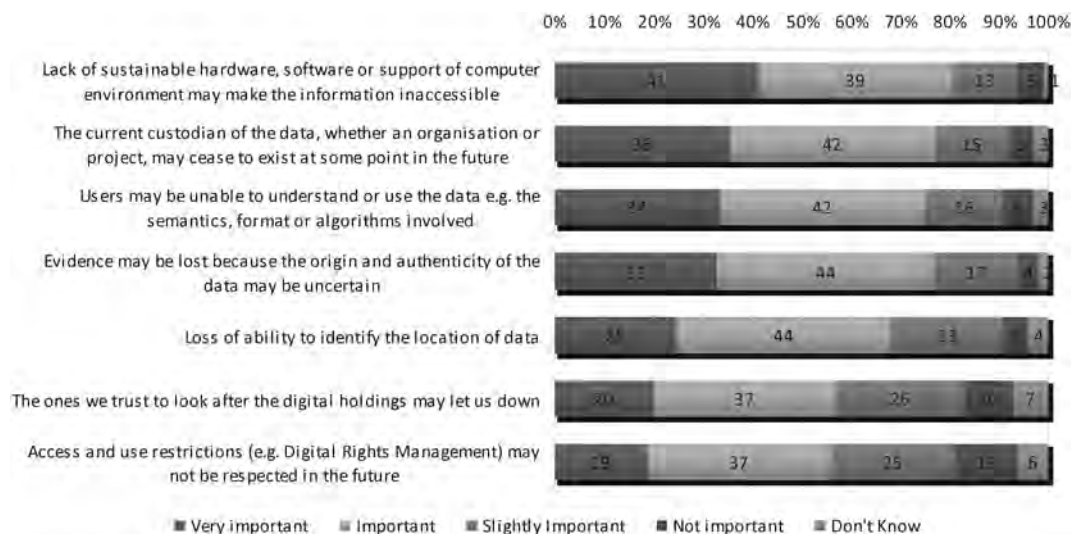 0% 10% 20% 30% 40% 50% 60% 70% 80% 90% 100%
Lack of sustainable hardware, software or support of computer
environment may make the information inaccessible
41 39 13 5 1
The current custodian of the data, whether an organisation or
project, may cease to exist at some point in the future
42 15 3
Users may be unable to understand or use the data e.g. the
semantics, format or algorithms involved
42 3
Evidence may be lost because the origin and authenticity of the
data may be uncertain
33 44 17 4
Loss of ability to identify the location of data
44 4
The ones we trust to look after the digital holdings may let us down
20 37 26 7
Access and use restrictions (e.g. Digital Rights Management) may
not be respected in the future
19 37 25 6
Very important Important Slightly Important Not important Don't Know